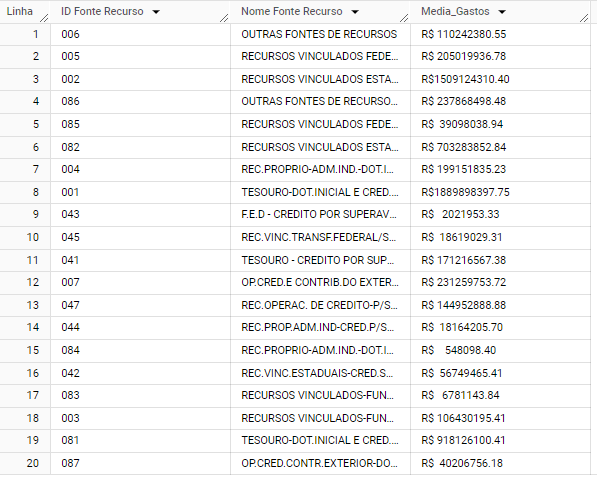 Linha ID Fonte Recurso Nome Fonte Recurso Media_Gastos
1 006 OUTRAS FONTES DE RECURSOS R$ 110242380.55
2 005 RECURSOS VINCULADOS FEDE... R$ 205019936.78
3 002 RECURSOS VINCULADOS ESTA... R$1509124310.40
4 086 OUTRAS FONTES DE RECURSO... R$ 237868498.48
5 085 RECURSOS VINCULADOS FEDE... R$ 39098038.94
6 082 RECURSOS VINCULADOS ESTA... R$ 703283852.84
7 004 REC.PROPRIO-ADM.IND.-DOT.I... R$ 199151835.23
8 001 TESOURO-DOT.INICIAL E CRED.... R$1889898397.75
9 043 F.E.D - CREDITO POR SUPERAV... R$ 2021953.33
10 045 REC.VINC.TRANSF.FEDERAL/S... R$ 18619029.31
11 041 TESOURO - CREDITO POR SUP... R$ 171216567.38
12 007 OP.CRED.E CONTRIB.DO EXTER... R$ 231259753.72
13 047 REC.OPERAC. DE CREDITO-P/S... R$ 144952888.88
14 044 REC.PROP.ADM.IND-CRED.P/S... R$ 18164205.70
15 084 REC.PROPRIO-ADM.IND.-DOT.I... R$ 548098.40
16 042 REC.VINC.ESTADUAIS-CRED.S... R$ 56749465.41
17 083 RECURSOS VINCULADOS-FUN... R$ 6781143.84
18 003 RECURSOS VINCULADOS-FUN... R$ 106430195.41
19 081 TESOURO-DOT.INICIAL E CRED.... R$ 918126100.41
20 087 OP.CRED.CONTR.EXTERIOR-DO... R$ 40206756.18